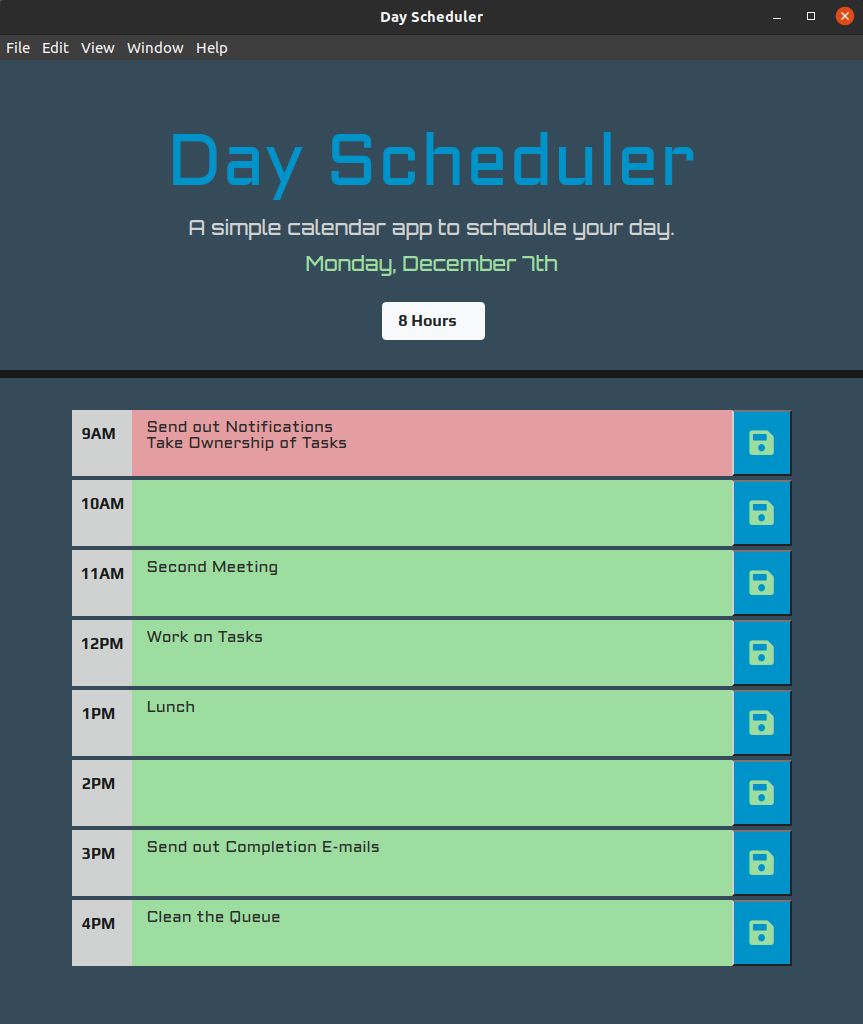 Day Scheduler
File Edit View Window Help
Day Scheduler
A simple calendar app to schedule your day.
Monday, December 7th
8 Hours
9AM
Send out Notifications
Take Ownership of Tasks
10AM
11AM
Second Meeting
12PM
Work on Tasks
1PM
Lunch
2PM
3PM
Send out Completion E-mails
4PM
Clean the Queue